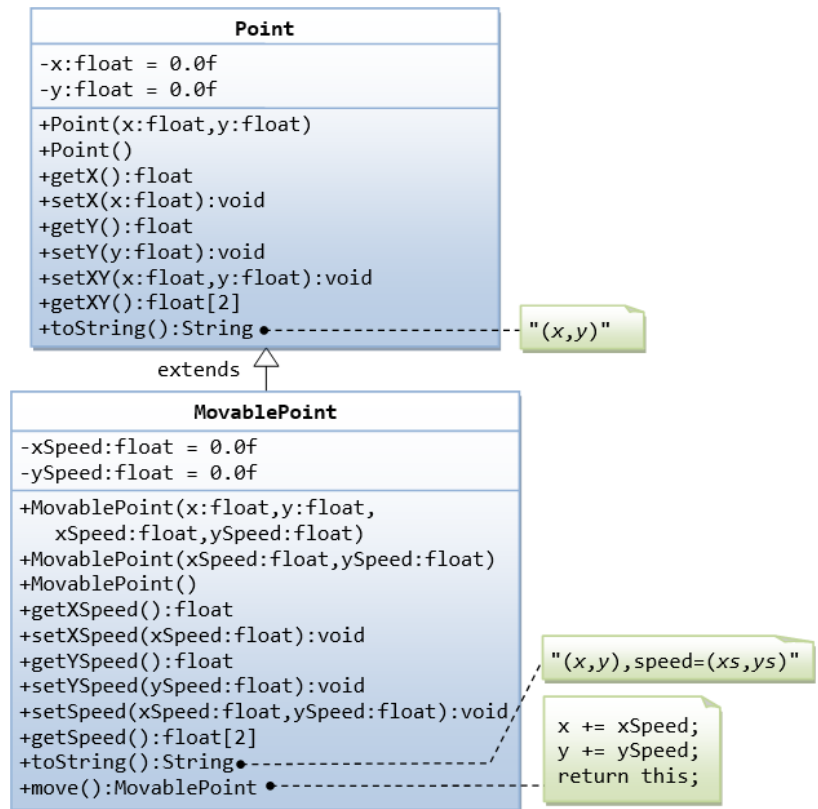 Point
-x:float = 0.0f
-y:float = 0.0f
+Point(x:float,y:float)
+Point()
+getX():float
+setX(x:float):void
+getY():float
+setY(y:float):void
+setXY(x:float,y:float):void
+getXY():float[2]
+toString():String
"(x,y)"
extends
MovablePoint
-xSpeed:float = 0.0f
-ySpeed:float = 0.0f
+MovablePoint(x:float,y:float,
xSpeed:float,ySpeed:float)
+MovablePoint(xSpeed:float,ySpeed:float)
+MovablePoint()
+getXSpeed():float
+setXSpeed(xSpeed:float):void
+getYSpeed():float
+setYSpeed(ySpeed:float):void
+setSpeed(xSpeed:float,ySpeed:float):void
+getSpeed():float[2]
+toString():String
+move():MovablePoint
"(x,y),speed=(xs,ys)"
x += xSpeed;
y += ySpeed;
return this;